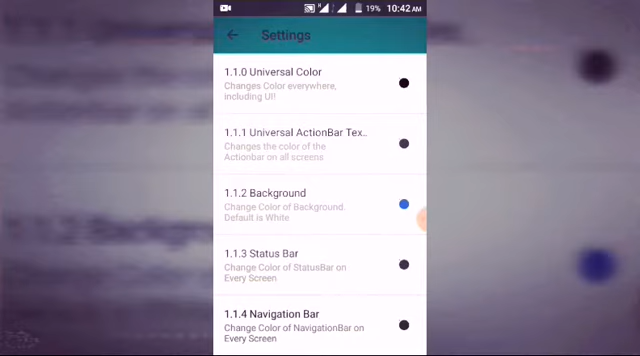 19% 10:42 AM
Settings
1.1.0 Universal Color
Changes Color everywhere,
including UI!
1.1.1 Universal ActionBar Tex..
Changes the color of the
Actionbar on all screens
1.1.2 Background
Change Color of Background.
Default is White
1.1.3 Status Bar
Change Color of StatusBar on
Every Screen
1.1.4 Navigation Bar
Change Color of NavigationBar on
Every Screen